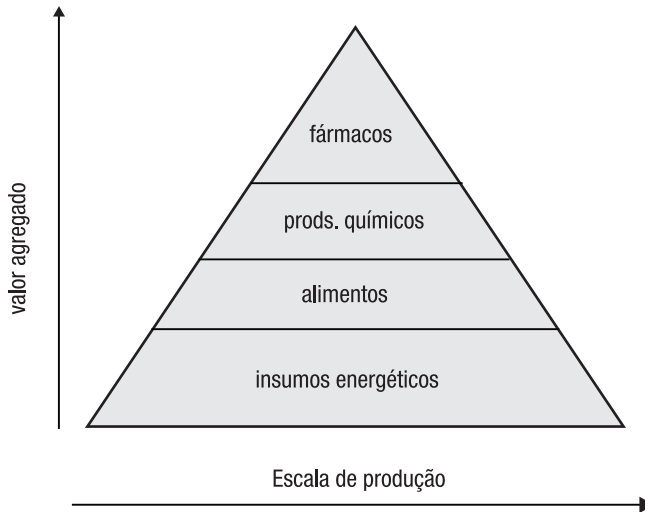 valor agregado
fármacos
prods. químicos
alimentos
insumos energéticos
Escala de produção